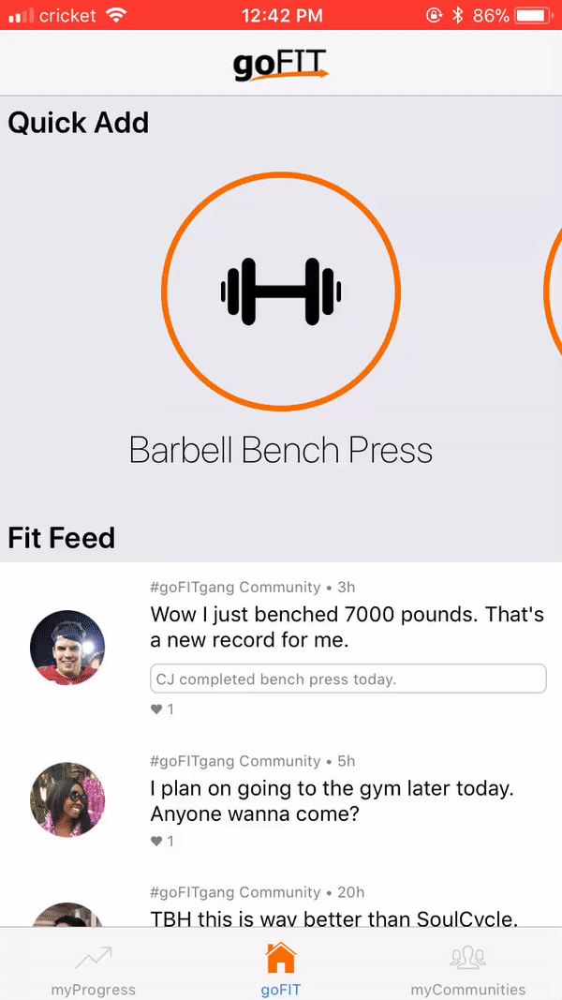 cricket 12:42 PM 86%
goFIT
Quick Add
Barbell Bench Press
Fit Feed
#goFITgang Community • 3h
Wow I just benched 7000 pounds. That's
a new record for me.
CJ completed bench press today.
1
#goFITgang Community • 5h
I plan on going to the gym later today.
Anyone wanna come?
1
#goFITgang Community • 20h
TBH this is way better than SoulCycle.
myProgress goFIT myCommunities